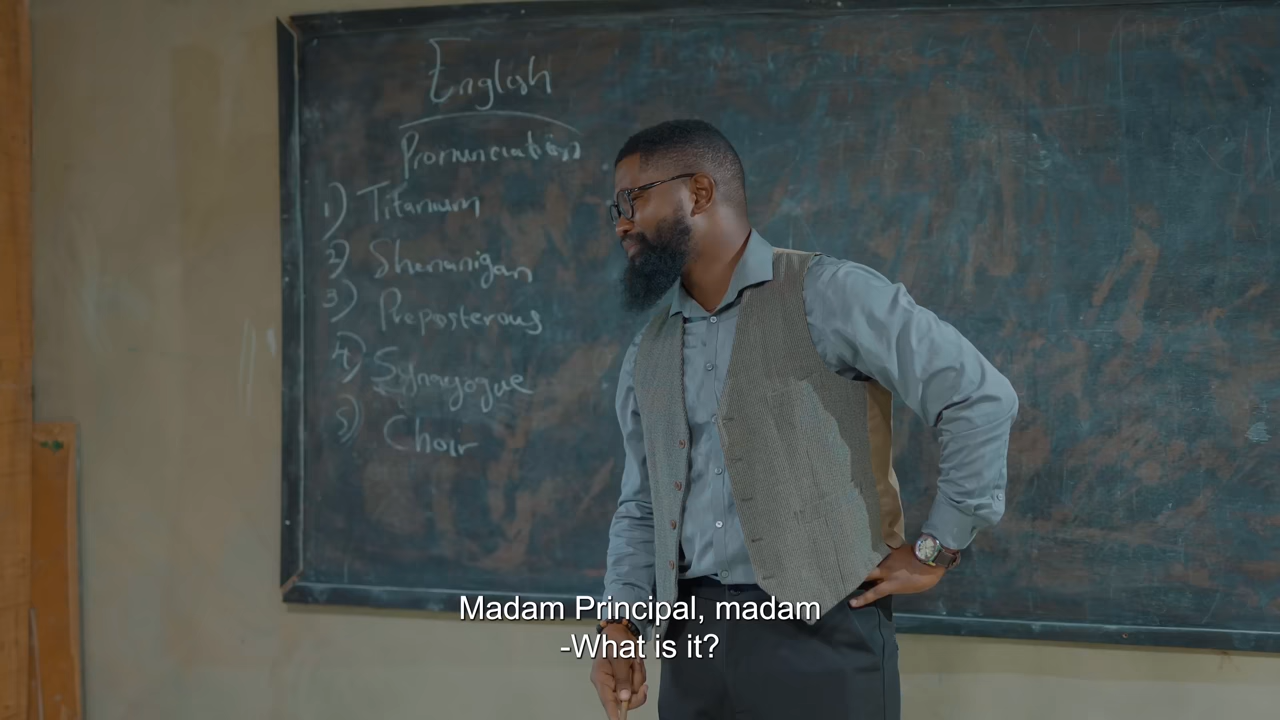 English
Pronunciation
1) Titanium
2) Shenanigan
3) Preposterous
4) Synagogue
5) Choir
Madam Principal, madam
-What is it?